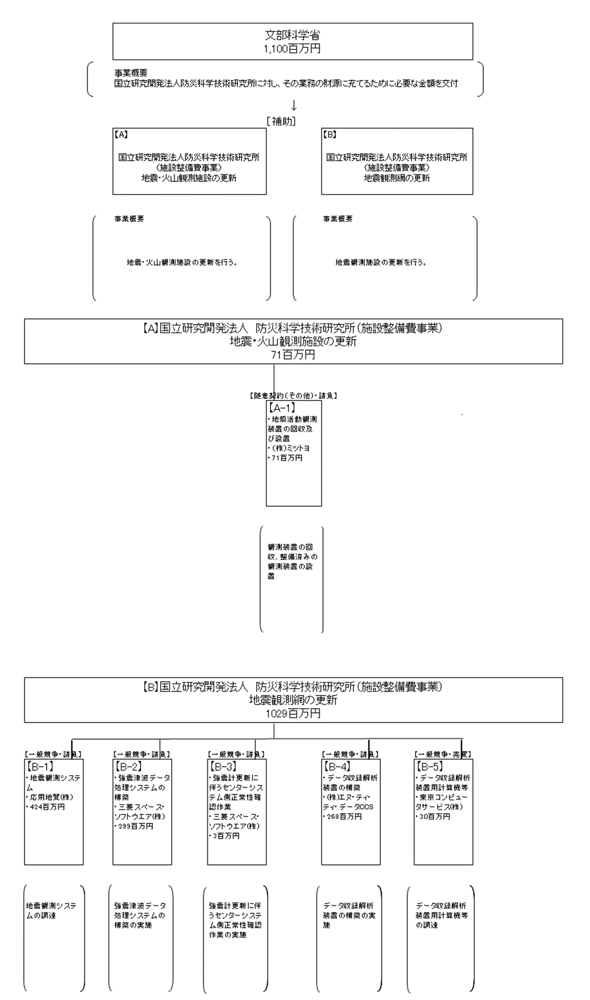 文部科学省
1,100百万円
事業概要
国立研究開発法人防災科学技術研究所に対し、その業務の財源に充てるために必要な金額を交付
↓
[補助]
【A】
国立研究開発法人防災科学技術研究所
(施設整備費事業)
地震・火山観測施設の更新
【B】
国立研究開発法人防災科学技術研究所
(施設整備費事業)
地震観測網の更新
事業概要
地震・火山観測施設の更新を行う。
事業概要
地震観測施設の更新を行う。
【A】国立研究開発法人　防災科学技術研究所(施設整備費事業)
地震・火山観測施設の更新
71百万円
【随意契約(その他)・請負】
【A-1】
・地殻活動観測
装置の回収及
び設置
・(株)ミツトヨ
・71百万円
観測装置の回
収、整備済みの
観測装置の設
置
【B】国立研究開発法人　防災科学技術研究所(施設整備費事業)
地震観測網の更新
1029百万円
【一般競争・請負】
【B-1】
・地震観測システ
ム
・応用地質(株)
・424百万円
【一般競争・請負】
【B-2】
・強震津波データ
処理システムの
構築
・三菱スペース・
ソフトウエア(株)
・299百万円
【一般競争・請負】
【B-3】
・強震計更新に
伴うセンターシス
テム側正常性確
認作業
・三菱スペース・
ソフトウエア(株)
・3百万円
【一般競争・請負】
【B-4】
・データ収録解析
装置の構築
・(株)エヌ・ティ・
ティ・データCCS
・268百万円
【一般競争・売買】
【B-5】
・データ収録解析
装置用計算機等
・東京コンピュー
タサービス(株)
・30百万円
地震観測システ
ムの調達
強震津波データ
処理システムの
構築の実施
強震計更新に伴
うセンターシステ
ム側正常性確認
作業の実施
データ収録解析
装置の構築の実
施
データ収録解析
装置用計算機等
の調達